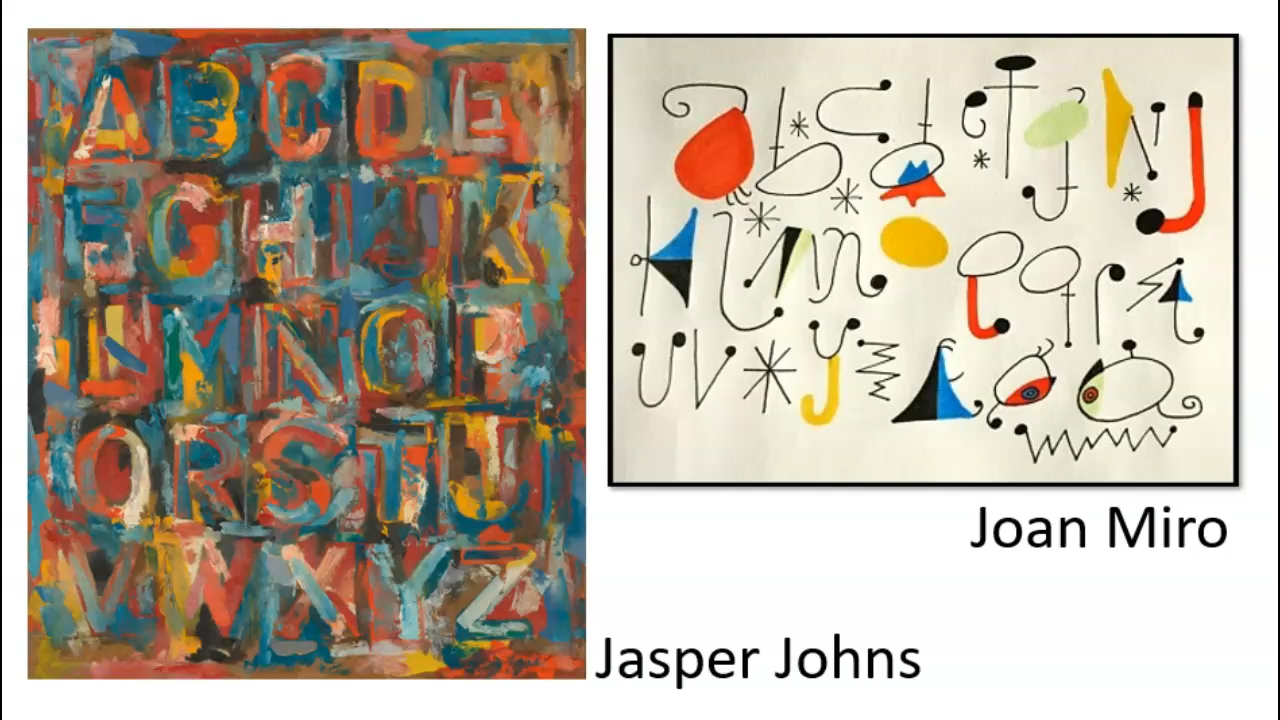 A B C D E
F G H I J K
L M N O P
Q R S T U
V W X Y Z
a b c d e f g h i j
k l m n o p q r s t
u v x y z
Joan Miro
Jasper Johns